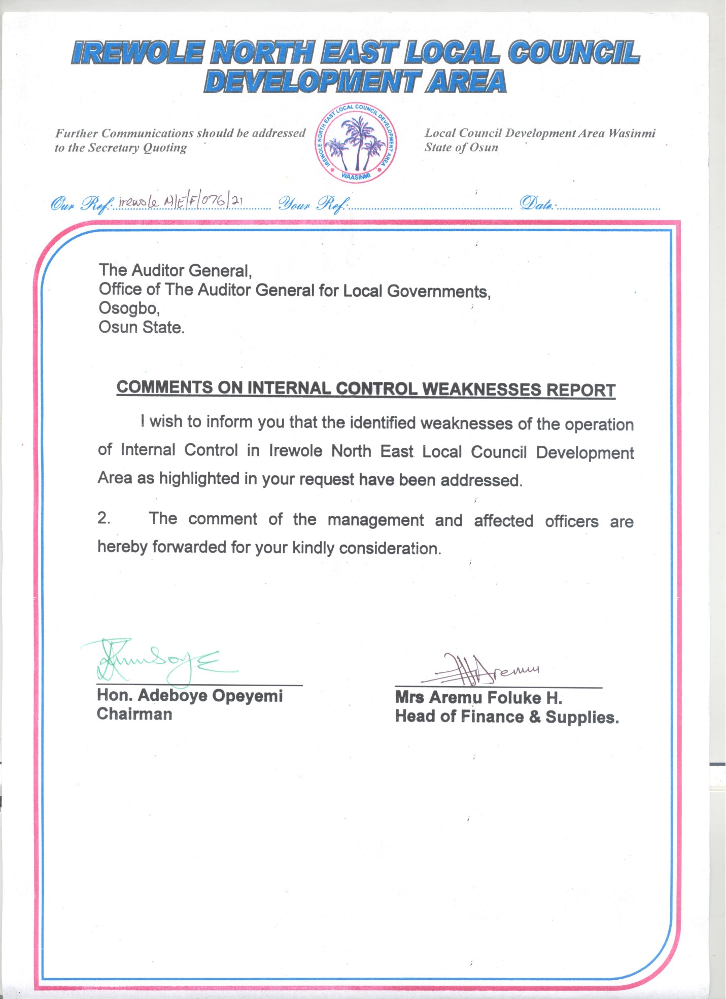 IREWOLE NORTH EAST LOCAL COUNCIL
DEVELOPMENT AREA
Further Communications should be addressed
to the Secretary Quoting
IREWOLE NORTH EAST LOCAL COUNCIL DEVELOPMENT AREA
WAASINMI
Local Council Development Area Wasinmi
State of Osun
Our Ref: irewole N/E/F/076/21 Your Ref: Date:
The Auditor General,
Office of The Auditor General for Local Governments,
Osogbo,
Osun State.
COMMENTS ON INTERNAL CONTROL WEAKNESSES REPORT
I wish to inform you that the identified weaknesses of the operation
of Internal Control in Irewole North East Local Council Development
Area as highlighted in your request have been addressed.
2. The comment of the management and affected officers are
hereby forwarded for your kindly consideration.
Aremu
Hon. Adeboye Opeyemi
Chairman
Mrs Aremu Foluke H.
Head of Finance & Supplies.